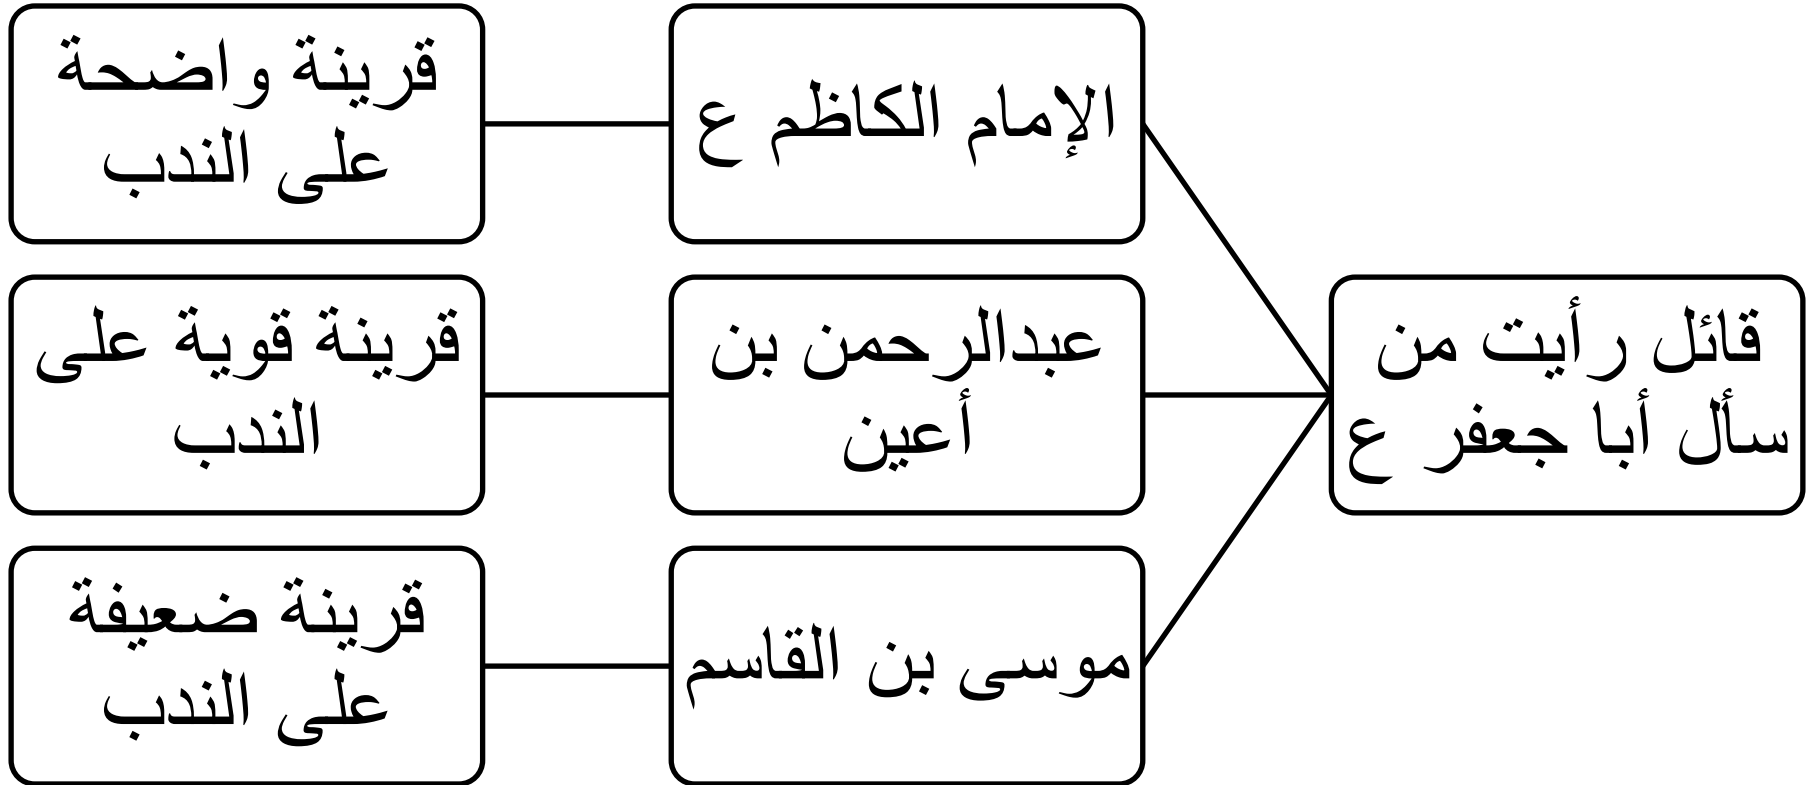 قائل رأيت من
سأل أبا جعفر ع
الإمام الكاظم ع
قرينة واضحة
على الندب
عبدالرحمن بن
أعين
قرينة قوية على
الندب
موسى بن القاسم
قرينة ضعيفة
على الندب